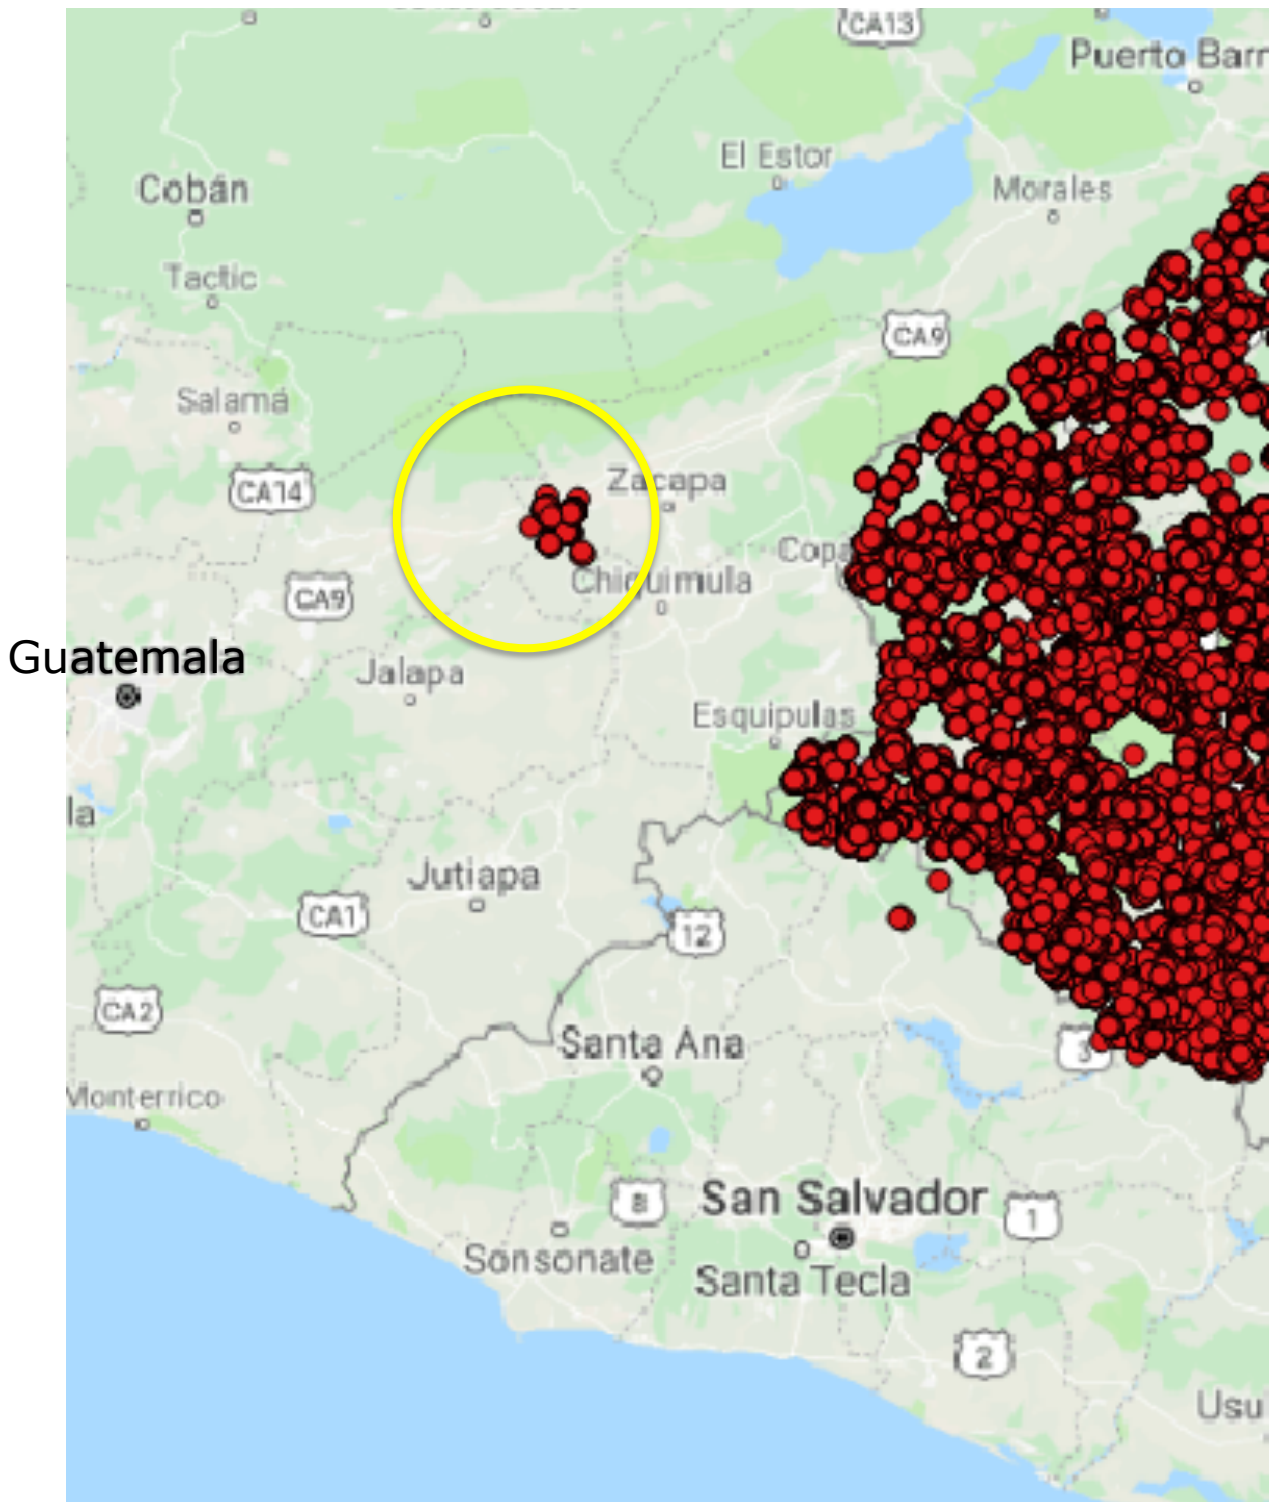 CA13
Puerto Barr
El Estor
Cobán
Morales
Tactic
CA9
Salamá
CA14
Zacapa
Copa
Chiquimula
CA9
Guatemala
Jalapa
Esquipulas
la
Jutiapa
CA1
12
CA2
Santa Ana
3
Monterrico
San Salvador
8
1
Sonsonate
Santa Tecla
2
Usu